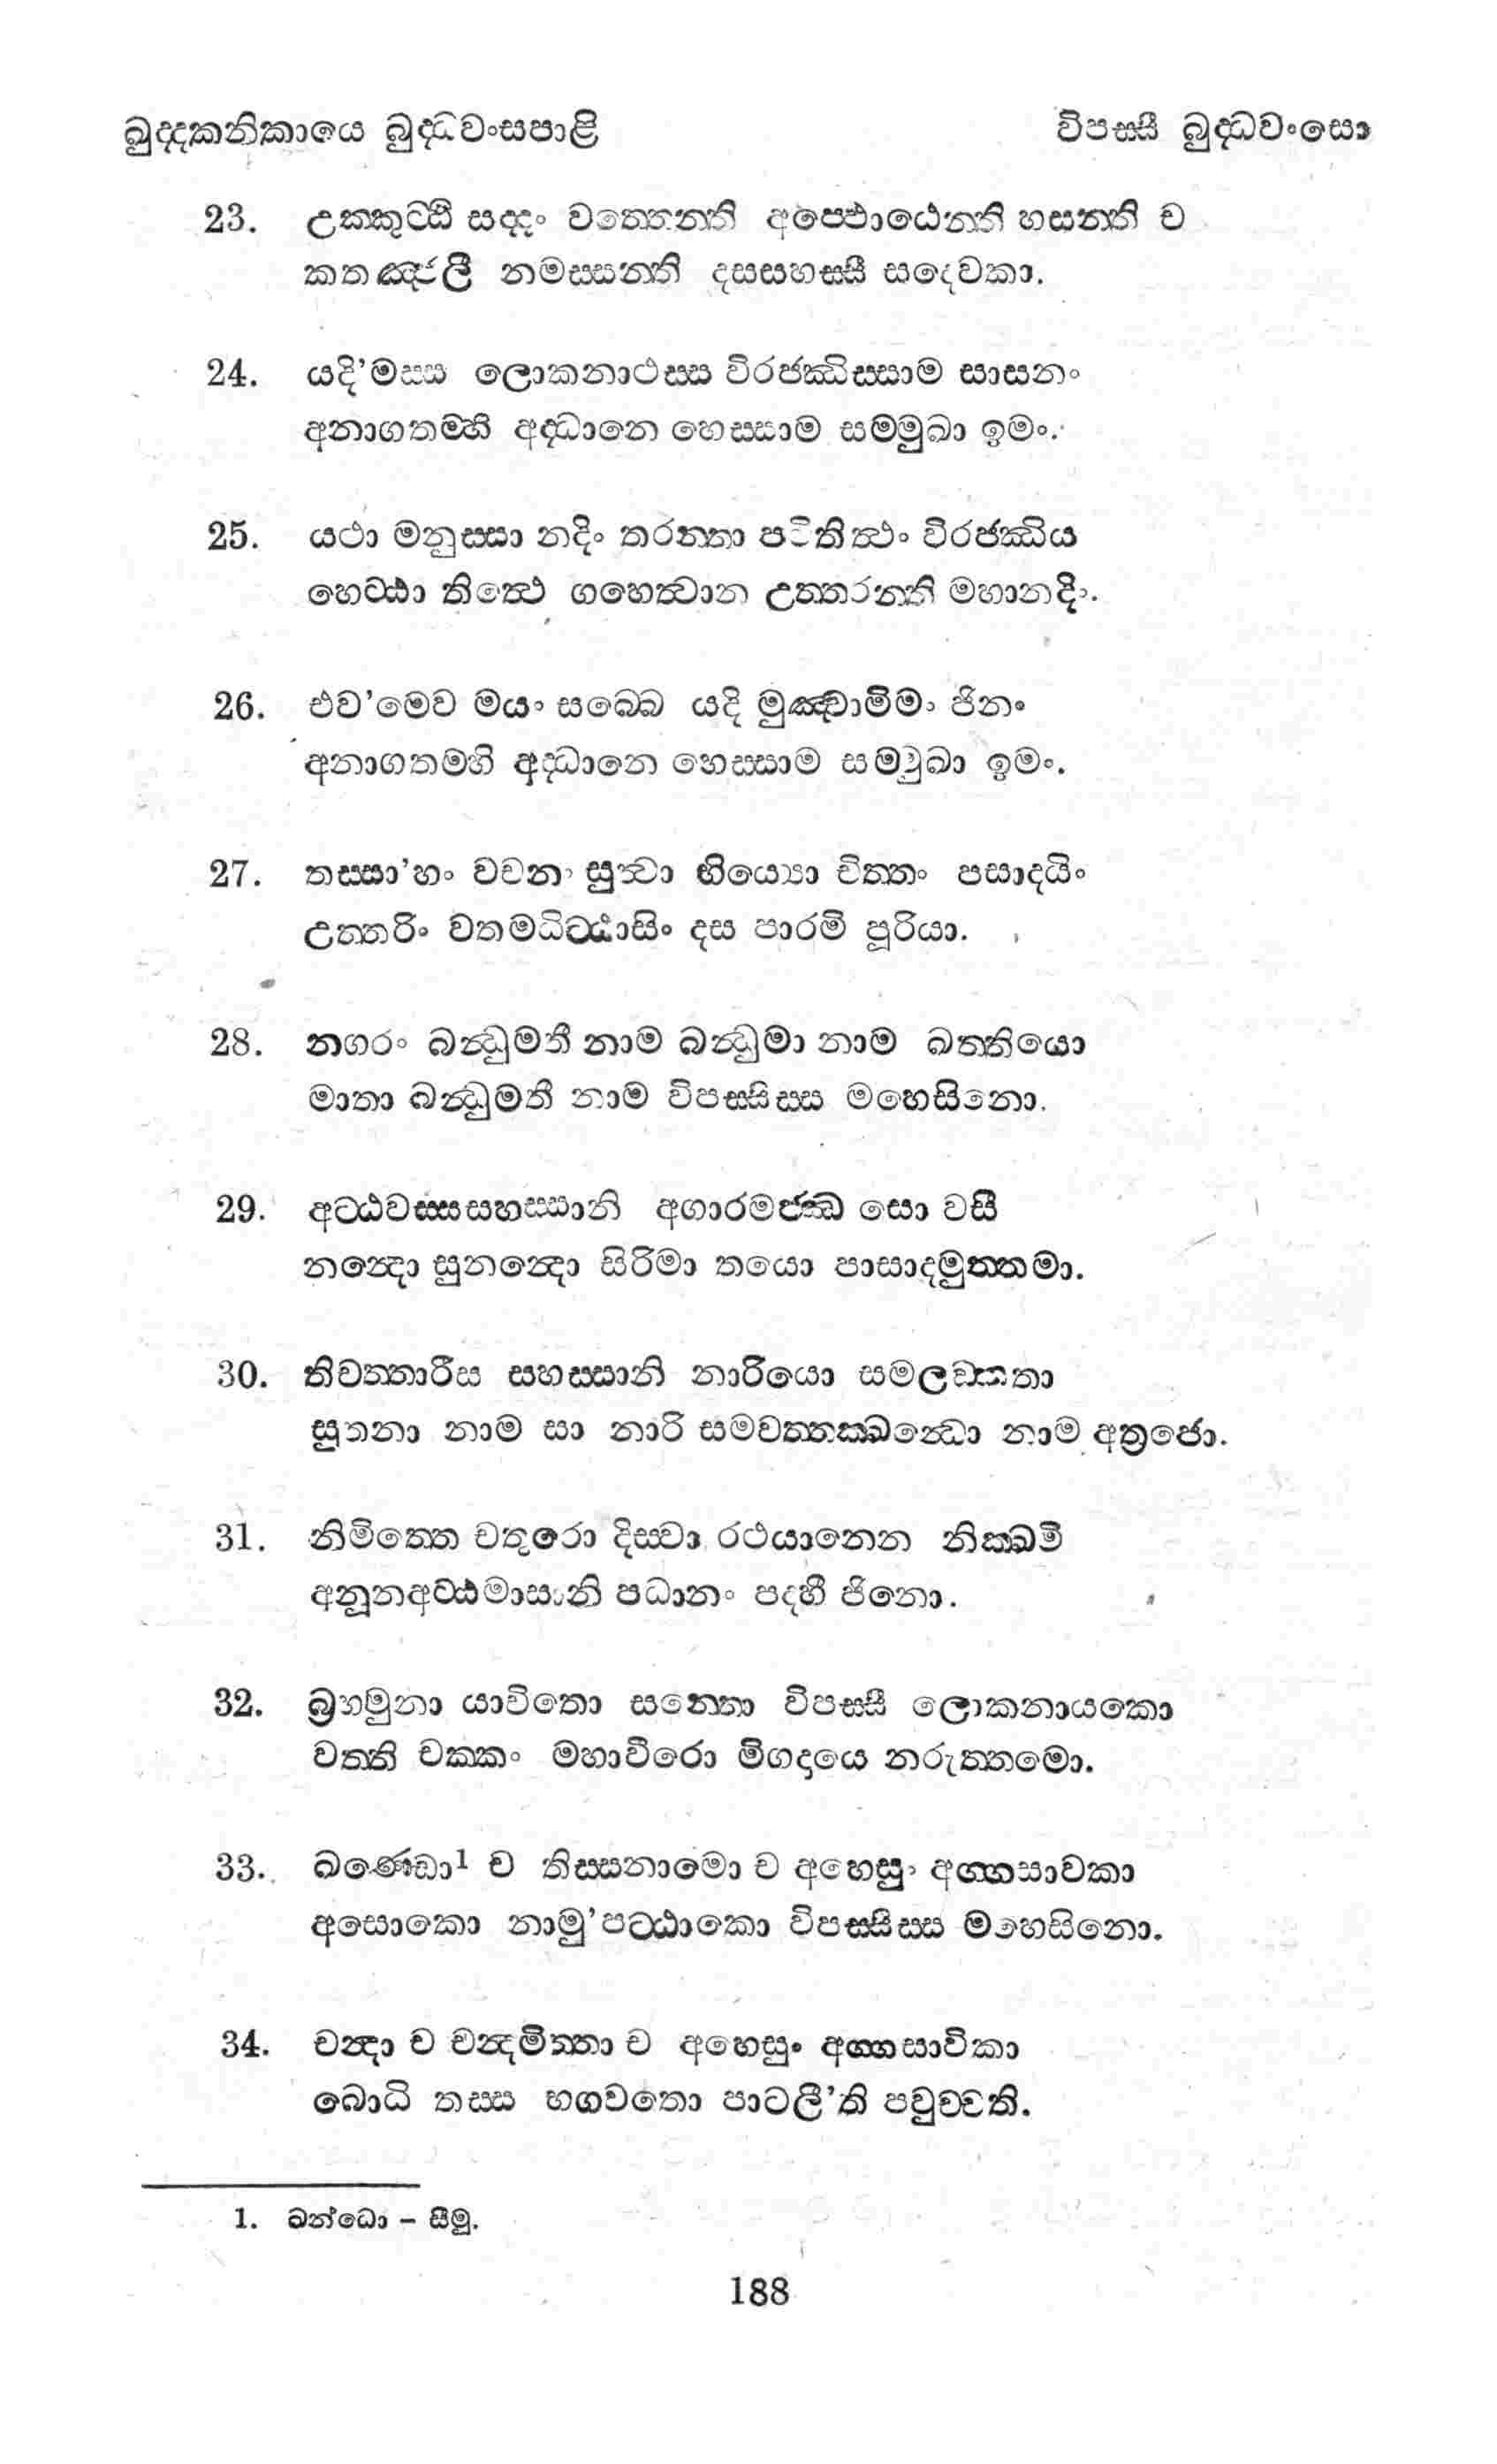 ඛුද්දකනිකායෙ බුද්ධවංසපාළි විපස්සී බුද්ධවංසො
23. උක්කුට්ඨි සද්දං වත්තෙන්ති අප්ඵොඨෙන්ති හසන්ති ච
කතඤ්ජලී නමස්සන්ති දසසහස්සී සදෙවකා.
24. යදි'මස්ස ලොකනාථස්ස විරජ්ඣිස්සාම සාසනං
අනාගතම්හි අද්ධානෙ හෙස්සාම සම්මුඛා ඉමං.
25. යථා මනුස්සා නදිං තරන්තා පටිතිත්ථං විරජ්ඣිය
හෙට්ඨා තිත්ථෙ ගහෙත්වාන උත්තරන්ති මහානදිං.
26. එව'මෙව මයං සබ්බෙ යදි මුඤ්චාමිමං ජිනං
අනාගතම්හි අද්ධානෙ හෙස්සාම සම්මුඛා ඉමං.
27. තස්සා'හං වචනං සුත්වා භියෙයා චිත්තං පසාදයිං
උත්තරිං වතමධිට්ඨාසිං දස පාරමි පූරියා.
28. නගරං බන්ධුමතී නාම බන්ධුමා නාම ඛත්තියො
මාතා බන්ධුමතී නාම විපස්සිස්ස මහෙසිනො.
29. අට්ඨවස්සසහස්සානි අගාරමජ්ඣ සො වසී
නන්දො සුනන්දො සිරිමා තයො පාසාදමුත්තමා.
30. තිචත්තාරීස සහස්සානි නාරියො සමලඞ්කතා
සුතනා නාම සා නාරි සමවත්තක්ඛන්ධො නාම අත්‍රජො.
31. නිමිත්තෙ චතුරො දිස්වා රථයානෙන නික්ඛමී
අනූනඅට්ඨමාසානි පධානං පදහී ජිනො.
32. බ්‍රහ්මුනා යාචිතො සන්තො විපස්සී ලොකනායකො
වත්ති චක්කං මහාවීරො මිගදායෙ නරුත්තමො.
33. ඛණ්ඩො¹ ච තිස්සනාමො ච අහෙසුං අග්ගසාවකා
අසොකො නාමු'පට්ඨාකො විපස්සිස්ස මහෙසිනො.
34. චන්දා ච චන්දමිත්තා ච අහෙසුං අග්ගසාවිකා
බොධි තස්ස භගවතො පාටලී'ති පවුච්චති.
1. ඛන්ධො - සීමු.
188